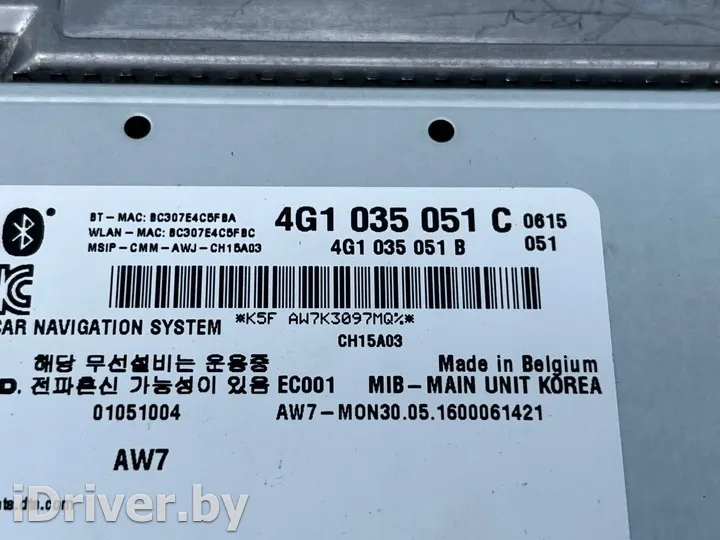 BT-MAC: BC307E4C5FBA
WLAN-MAC: BC307E4C5FBC
MSIP-CMM-AWJ-CH15A03
4G1 035 051 C 0615
4G1 035 051 B 051
*K5F AW7K3097MQ%*
CAR NAVIGATION SYSTEM
CH15A03
해당 무선설비는 운용중
전파혼신 가능성이 있음 EC001
Made in Belgium
MIB-MAIN UNIT KOREA
01051004
AW7-MON30.05.1600061421
AW7
iDriver.by